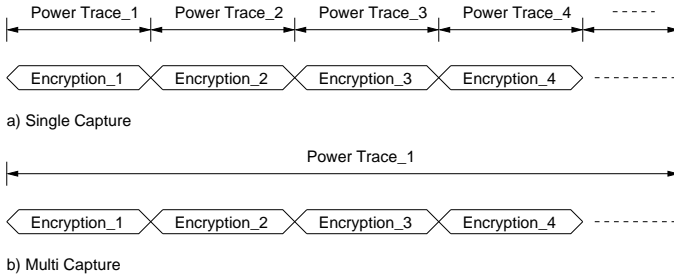 Power Trace_1 Power Trace_2 Power Trace_3 Power Trace_4
Encryption_1 Encryption_2 Encryption_3 Encryption_4
a) Single Capture
Power Trace_1
Encryption_1 Encryption_2 Encryption_3 Encryption_4
b) Multi Capture